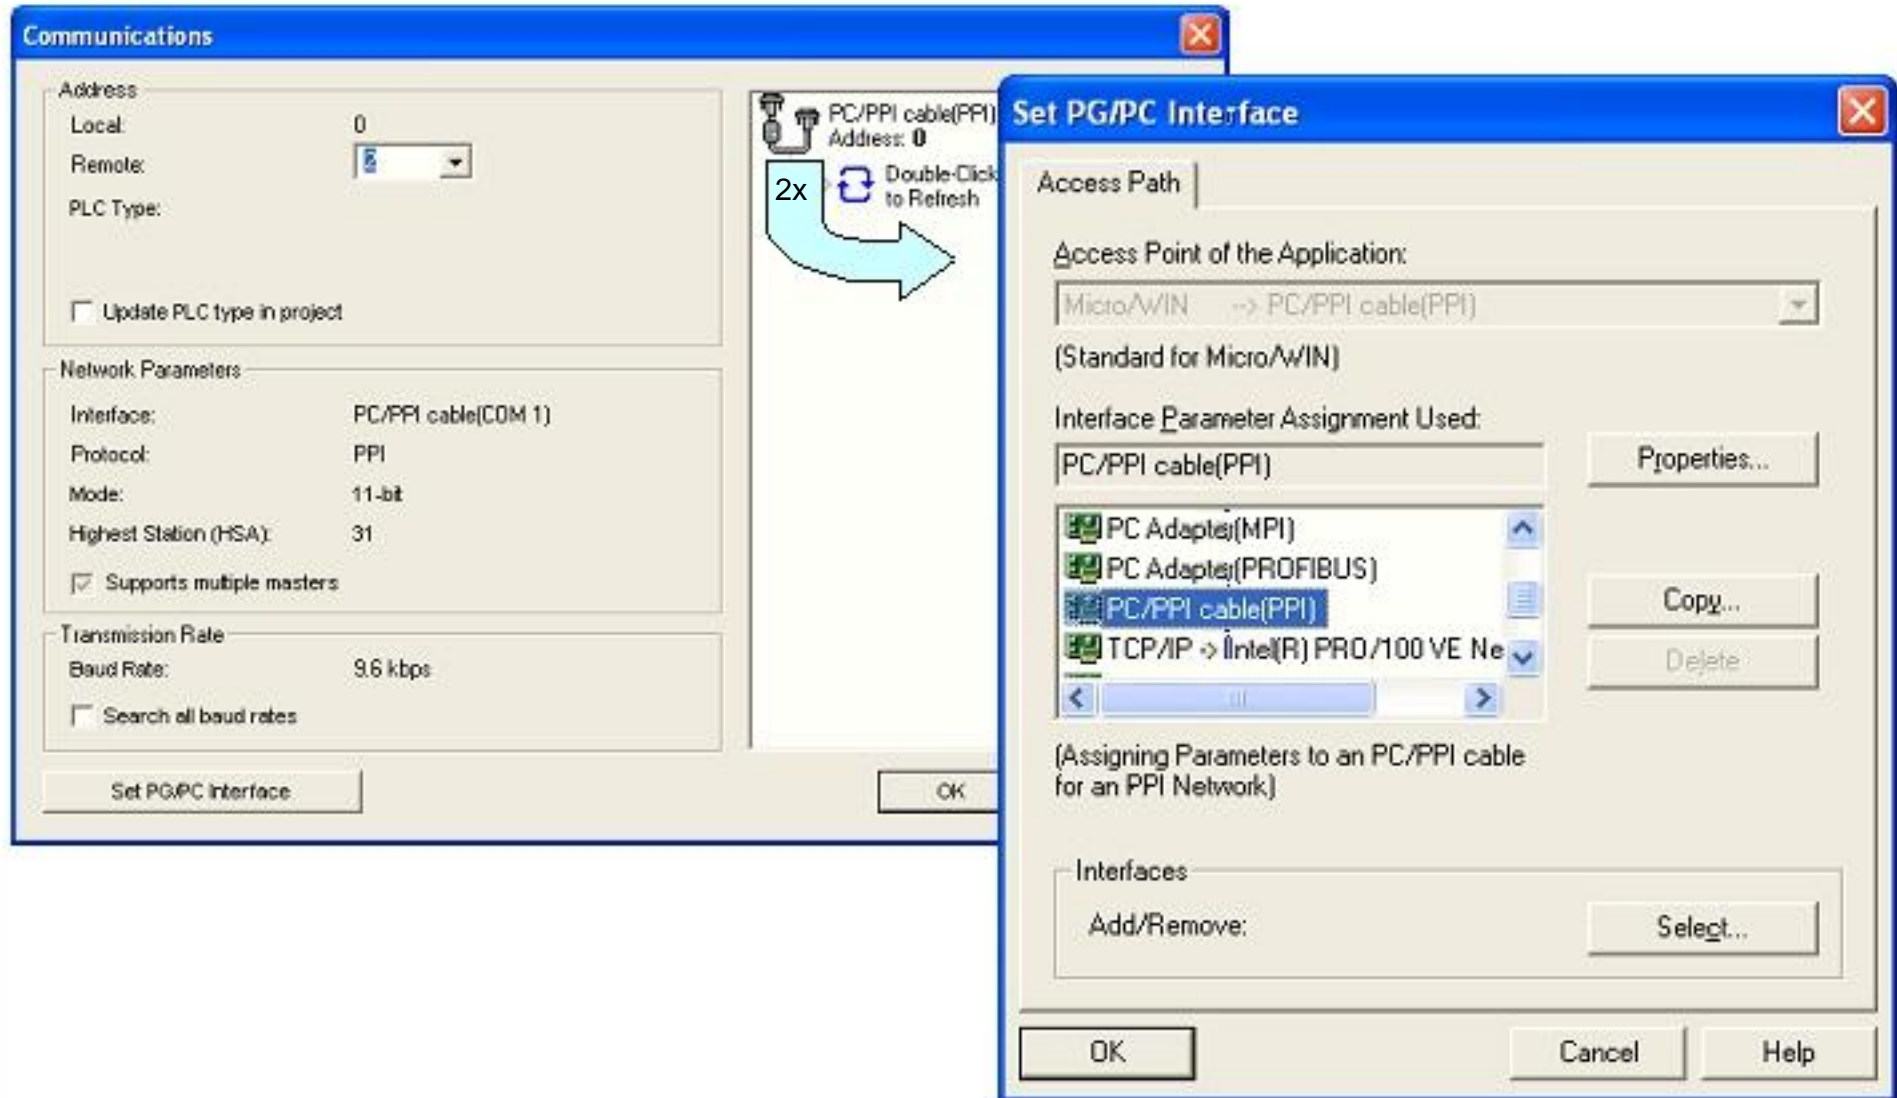 Communications
Address
Local: 0
Remote: 2
PLC Type:
Update PLC type in project
Network Parameters
Interface: PC/PPI cable(COM 1)
Protocol: PPI
Mode: 11-bit
Highest Station (HSA): 31
Supports multiple masters
Transmission Rate
Baud Rate: 9.6 kbps
Search all baud rates
Set PG/PC Interface
OK
PC/PPI cable(PPI)
Address: 0
2x
Double-Click
to Refresh
Set PG/PC Interface
Access Path
Access Point of the Application:
Micro/WIN --> PC/PPI cable(PPI)
(Standard for Micro/WIN)
Interface Parameter Assignment Used:
PC/PPI cable(PPI)
Properties...
PC Adapter(MPI)
PC Adapter(PROFIBUS)
PC/PPI cable(PPI)
TCP/IP -> Intel(R) PRO/100 VE Ne
Copy...
Delete
(Assigning Parameters to an PC/PPI cable
for an PPI Network)
Interfaces
Add/Remove:
Select...
OK
Cancel
Help